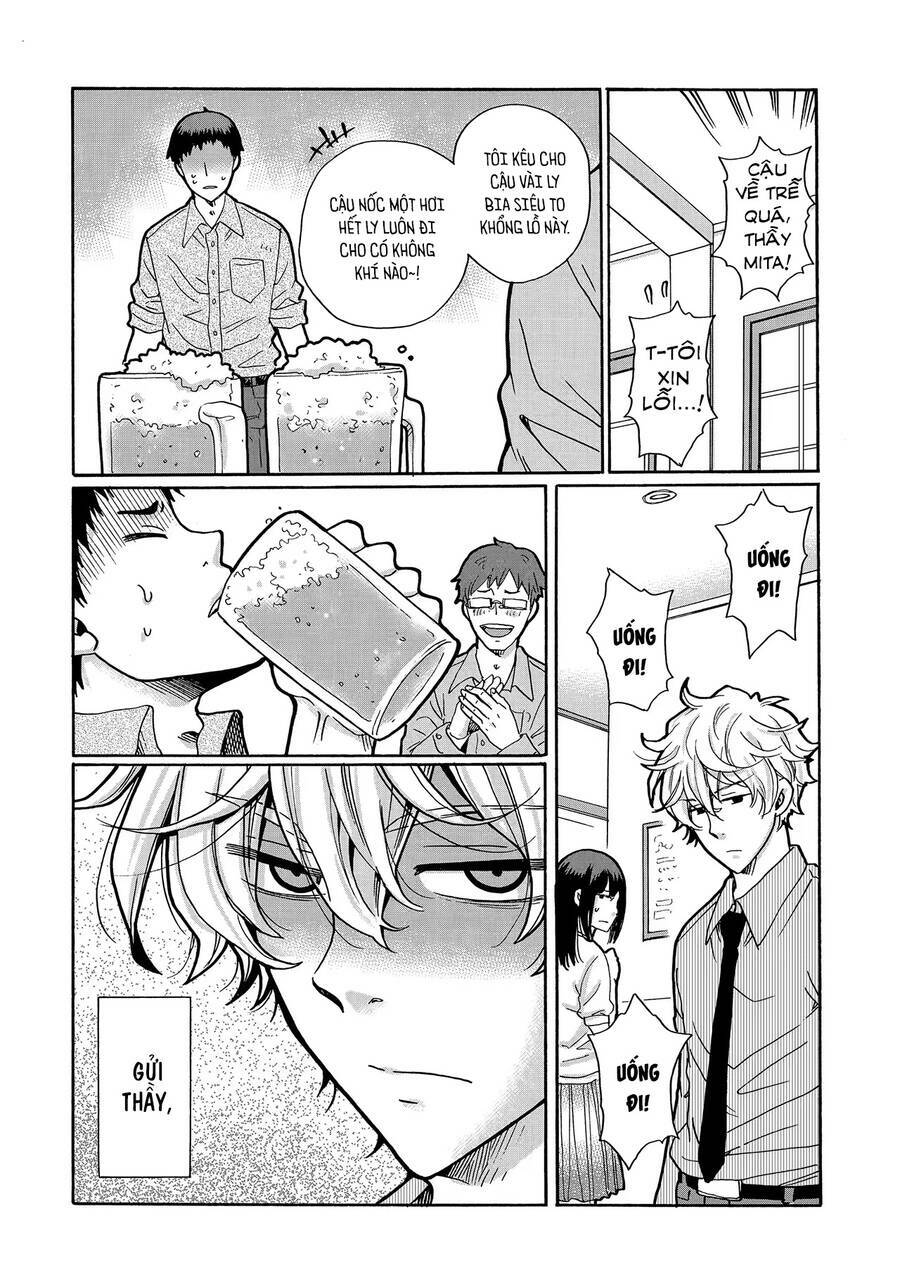 CẬU
VỀ TRỄ
QUÁ,
THẦY
MITA!
T-TÔI
XIN
LỖI...!
TÔI KÊU CHO
CẬU VÀI LY
BIA SIÊU TO
KHỔNG LỒ NÀY.
CẬU NỐC MỘT HƠI
HẾT LY LUÔN ĐI
CHO CÓ KHÔNG
KHÍ NÀO~!
UỐNG
ĐI!
UỐNG
ĐI!
UỐNG
ĐI!
GỬI
THẦY,